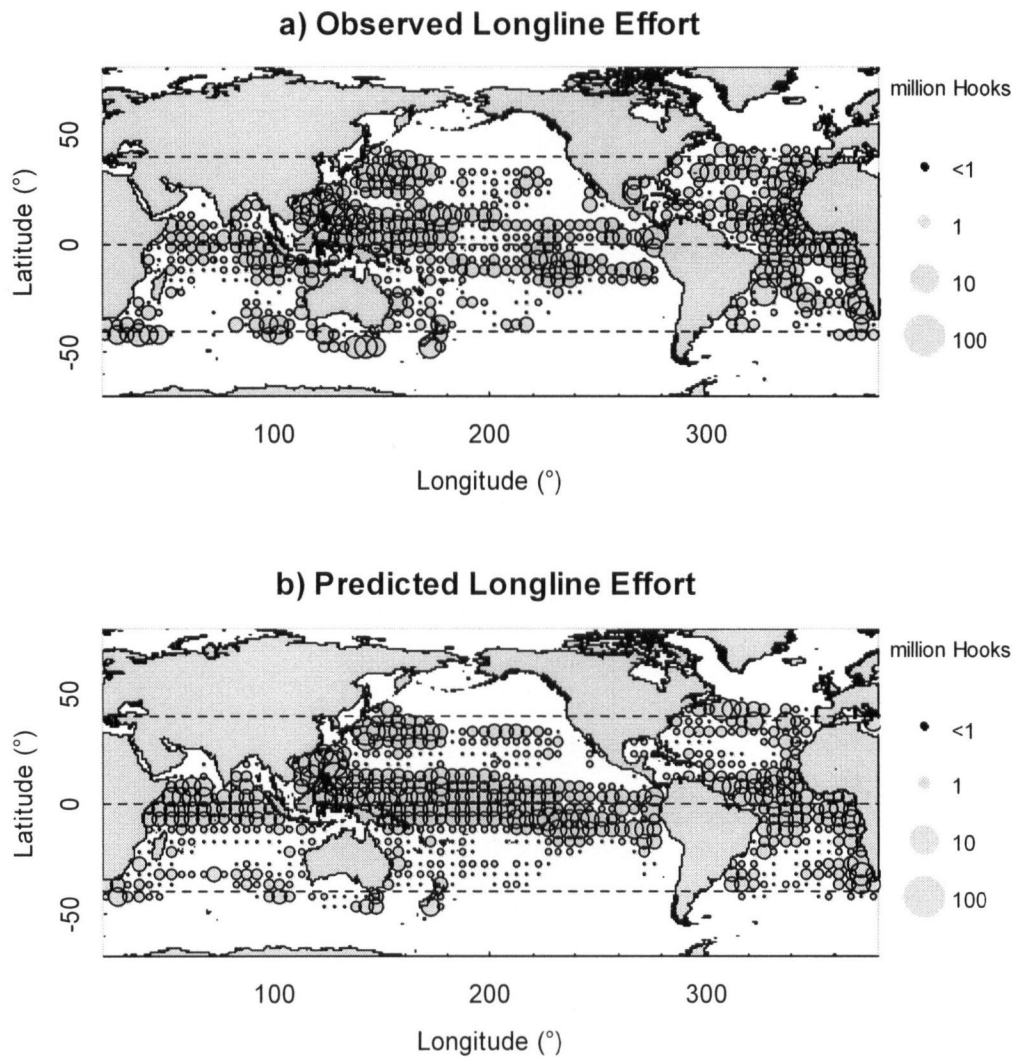 a) Observed Longline Effort
million Hooks
<1
1
10
100
50
0
-50
Latitude (°)
100 200 300
Longitude (°)
b) Predicted Longline Effort
million Hooks
<1
1
10
100
50
0
-50
Latitude (°)
100 200 300
Longitude (°)